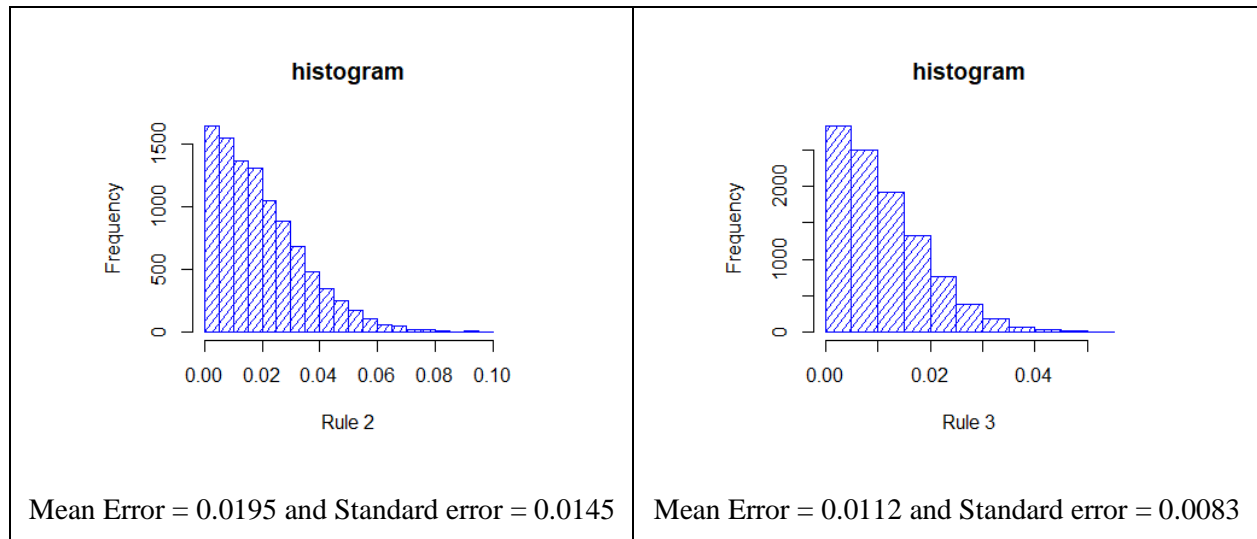 histogram
Frequency
1500
1000
500
0
0.00 0.02 0.04 0.06 0.08 0.10
Rule 2
Mean Error = 0.0195 and Standard error = 0.0145
histogram
Frequency
2000
1000
0
0.00 0.02 0.04
Rule 3
Mean Error = 0.0112 and Standard error = 0.0083